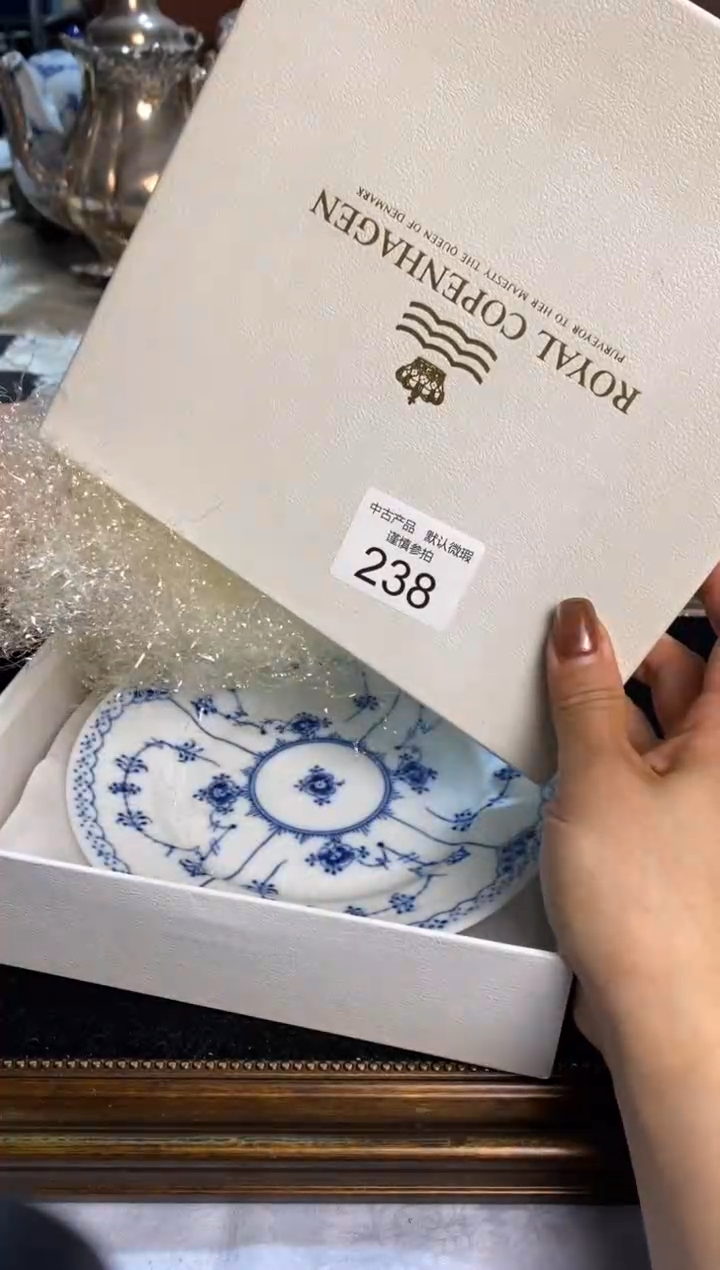 ROYAL COPENHAGEN
PURVEYOR TO HER MAJESTY THE QUEEN OF DENMARK
中古产品 默认微瑕
谨慎参拍
238